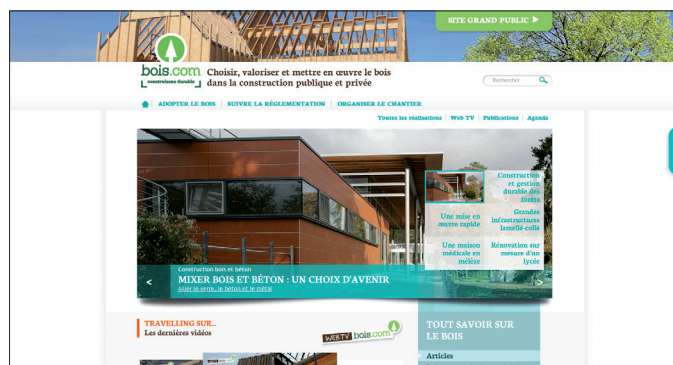 SITE GRAND PUBLIC
bois.com
construisons durable
Choisir, valoriser et mettre en œuvre le bois
dans la construction publique et privée
Rechercher
ADOPTER LE BOIS | SUIVRE LA RÉGLEMENTATION | ORGANISER LE CHANTIER
Toutes les réalisations | Web TV | Publications | Agenda
Construction
et gestion
durable des
forêts
Une mise en
œuvre rapide
Grandes
infrastructures
lamellé-collé
Une maison
médicale en
mélèze
Rénovation sur
mesure d'un
lycée
Construction bois et béton
MIXER BOIS ET BÉTON : UN CHOIX D'AVENIR
Allier le verre, le béton et le métal
< >
TRAVELLING SUR...
Les dernières vidéos
WEBTV bois.com
TOUT SAVOIR SUR
LE BOIS
Articles